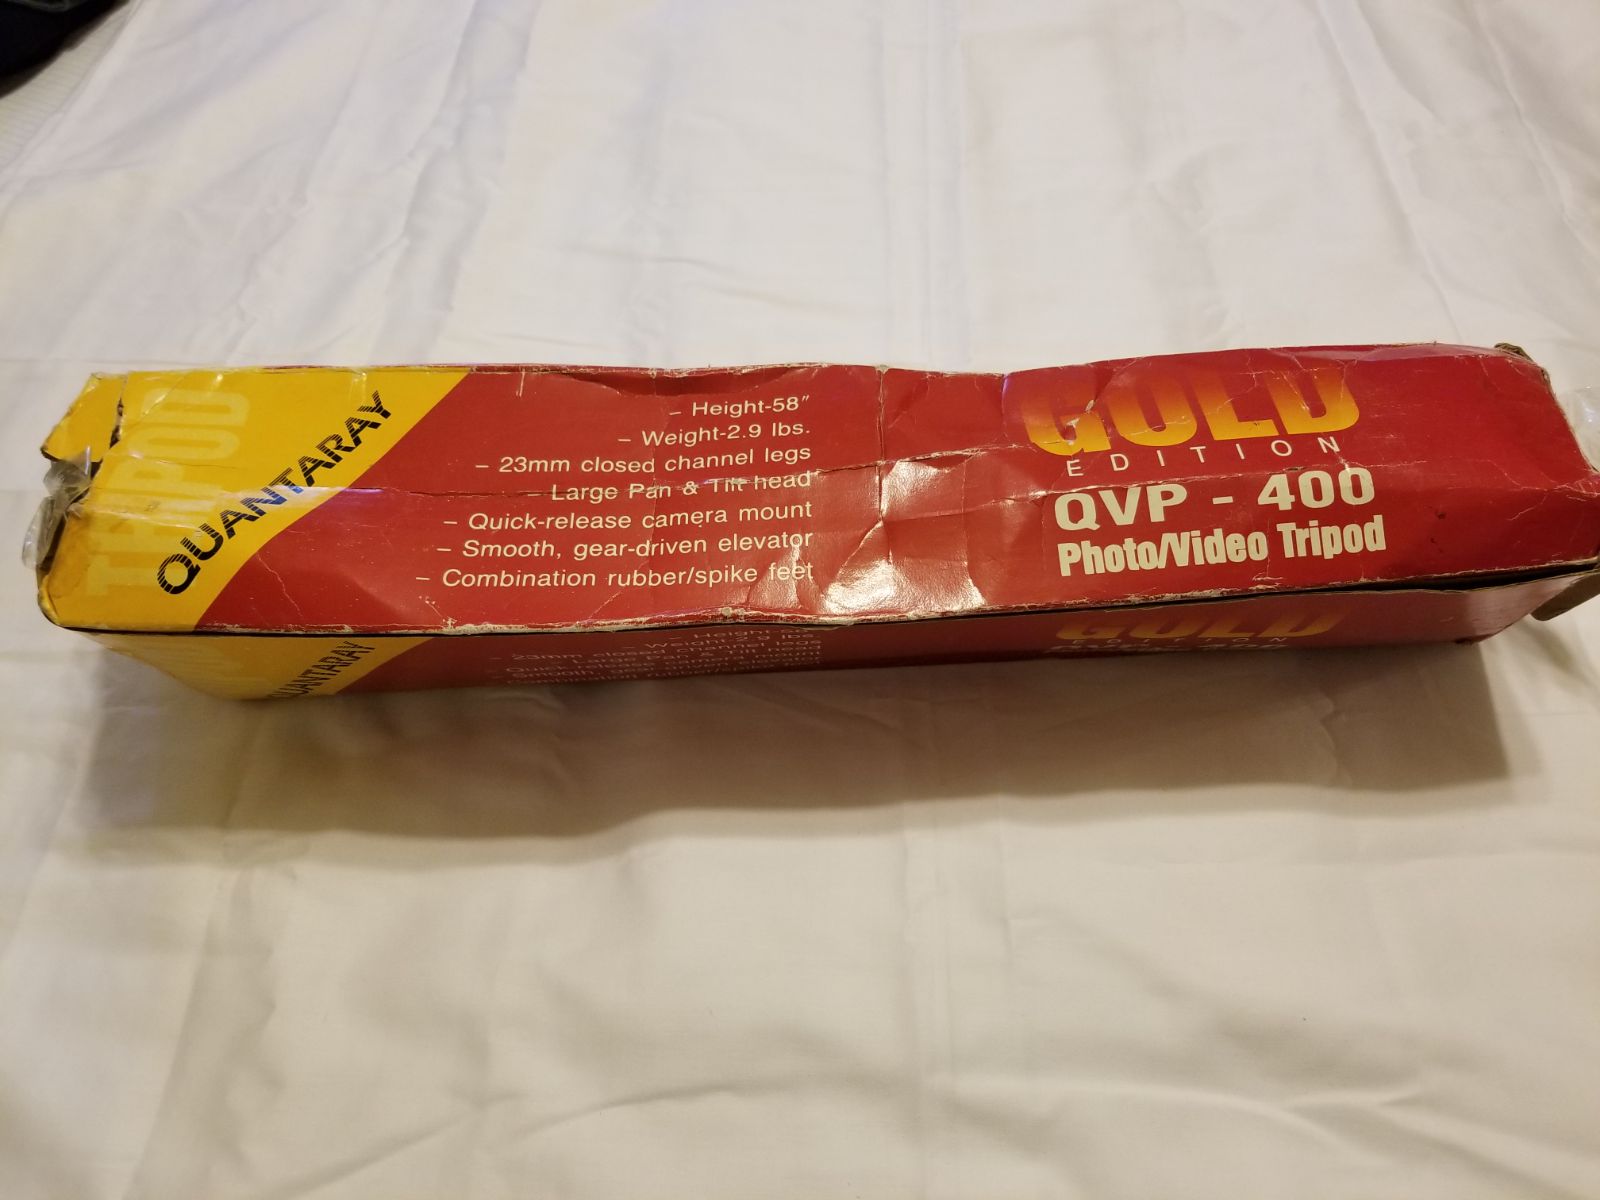 TRIPOD
QUANTARAY
- Height-58"
- Weight-2.9 lbs.
- 23mm closed channel legs
- Large Pan & Tilt head
- Quick-release camera mount
- Smooth, gear-driven elevator
- Combination rubber/spike feet
GOLD
EDITION
QVP - 400
Photo/Video Tripod
QUANTARAY
GOLD
EDITION